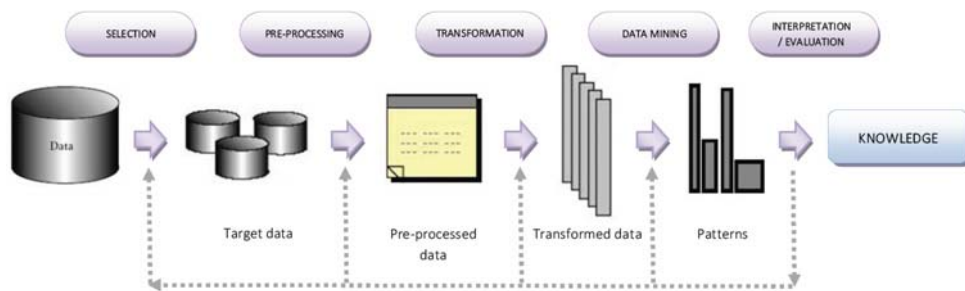 SELECTION
PRE-PROCESSING
TRANSFORMATION
DATA MINING
INTERPRETATION
/ EVALUATION
Data
KNOWLEDGE
Target data
Pre-processed
data
Transformed data
Patterns